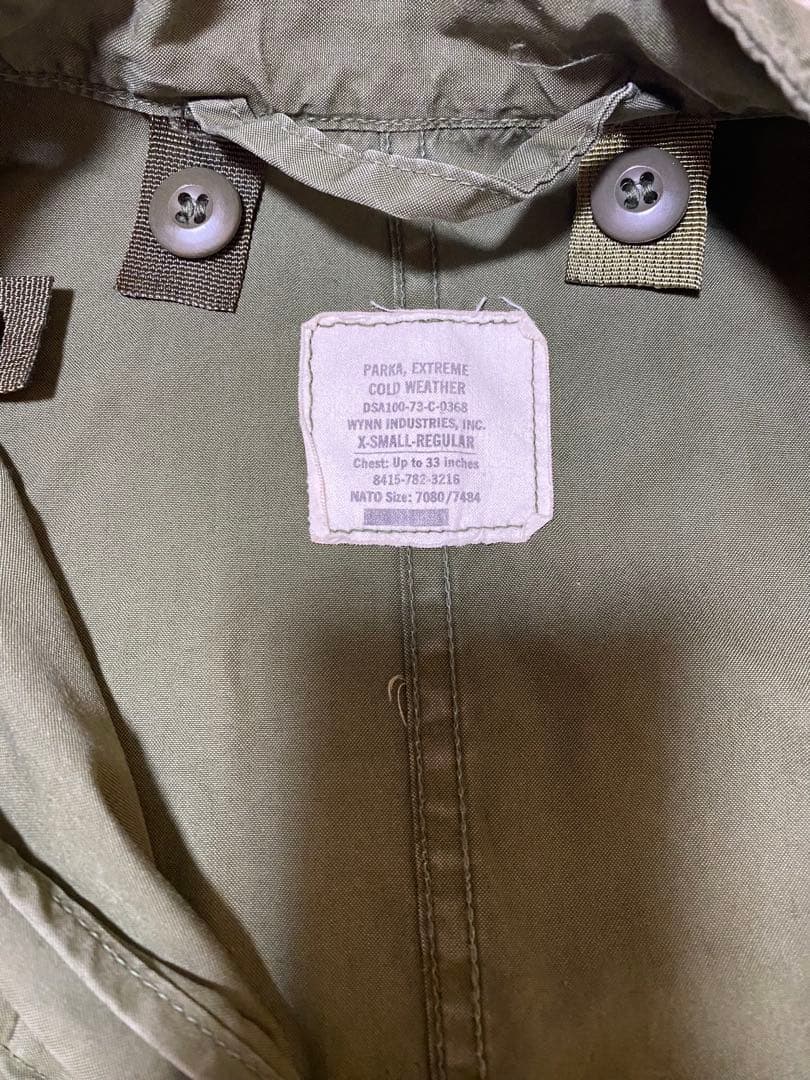 PARKA, EXTREME
COLD WEATHER
DSA100-73-C-0368
WYNN INDUSTRIES, INC.
X-SMALL-REGULAR
Chest: Up to 33 inches
8415-782-3216
NATO Size: 7080/7484